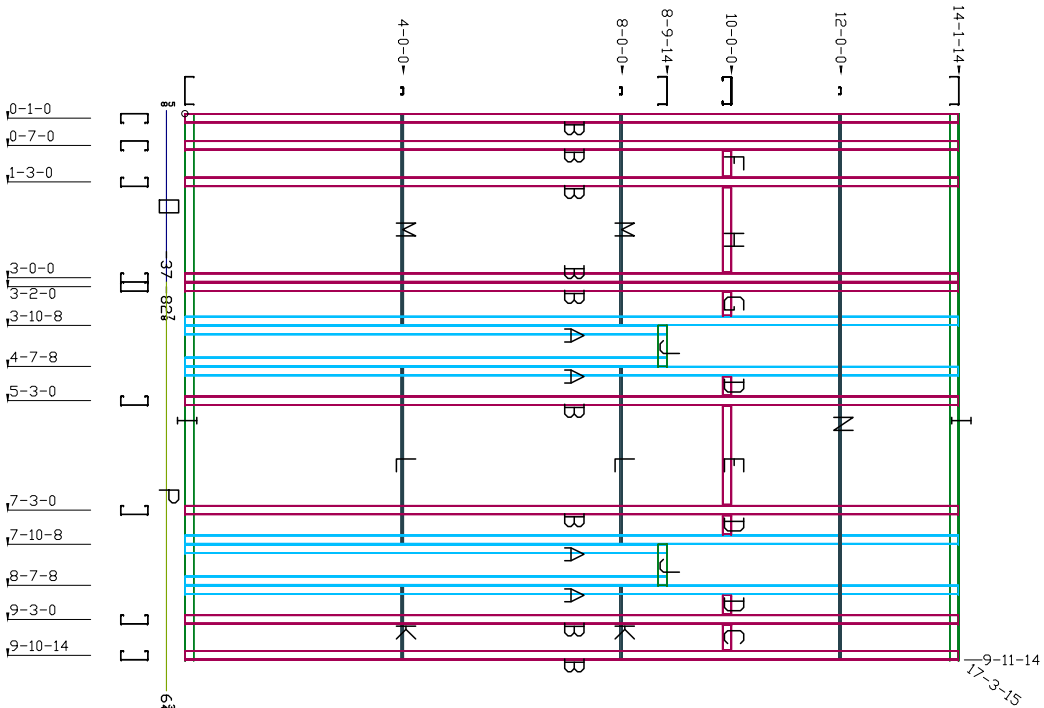 4-0-0
8-0-0
8-9-14
10-0-0
12-0-0
14-1-14
0-1-0
0-7-0
1-3-0
3-0-0
3-2-0
3-10-8
4-7-8
5-3-0
7-3-0
7-10-8
8-7-8
9-3-0
9-10-14
B
B
F
B
M
M
H
B
B
G
A
J
A
D
B
I
N
I
L
L
E
P
B
D
A
J
A
D
B
K
K
C
B
9-11-14
17-3-15